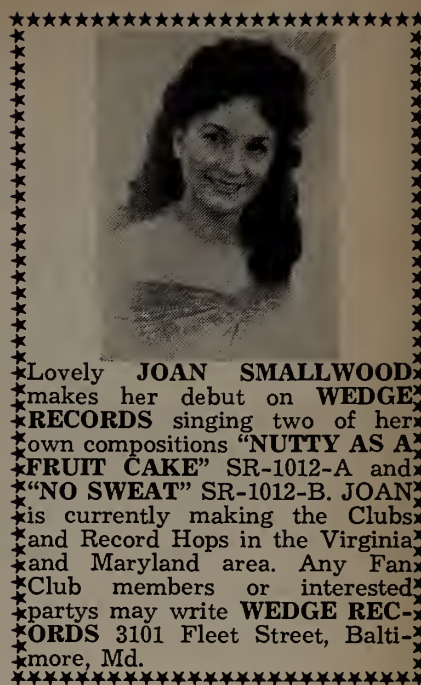 Lovely JOAN SMALLWOOD
makes her debut on WEDGE
RECORDS singing two of her
own compositions “NUTTY AS A
FRUIT CAKE” SR-1012-A and
“NO SWEAT” SR-1012-B. JOAN
is currently making the Clubs
and Record Hops in the Virginia
and Maryland area. Any Fan
Club members or interested
partys may write WEDGE REC-
ORDS 3101 Fleet Street, Balti-
more, Md.